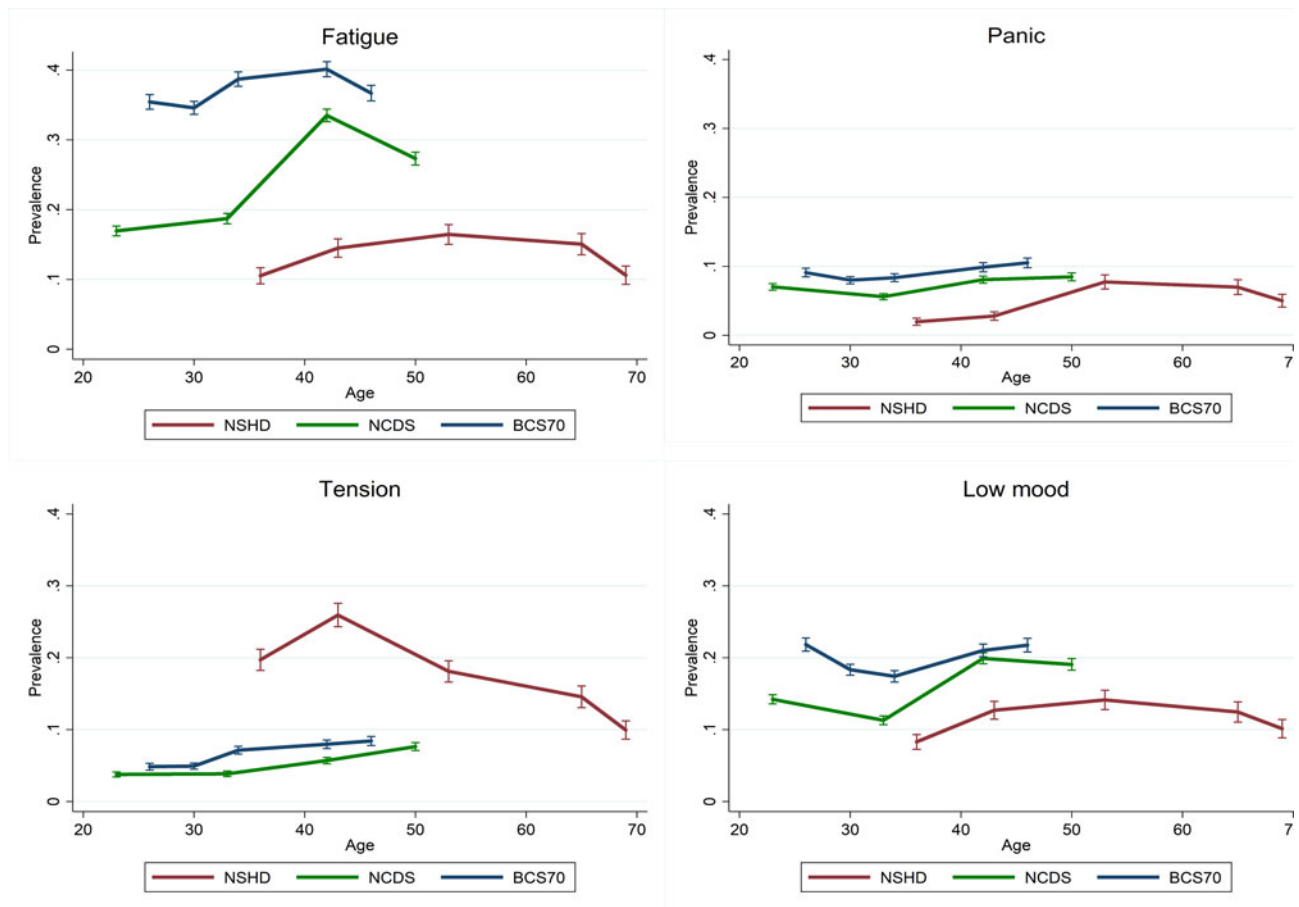 Fatigue
Prevalence
0 .1 .2 .3 .4
20 30 40 50 60 70
Age
NSHD NCDS BCS70
Panic
Prevalence
0 .1 .2 .3 .4
20 30 40 50 60 7
Age
NSHD NCDS BCS70
Tension
Prevalence
0 .1 .2 .3 .4
20 30 40 50 60 70
Age
NSHD NCDS BCS70
Low mood
Prevalence
0 .1 .2 .3 .4
20 30 40 50 60 7
Age
NSHD NCDS BCS70